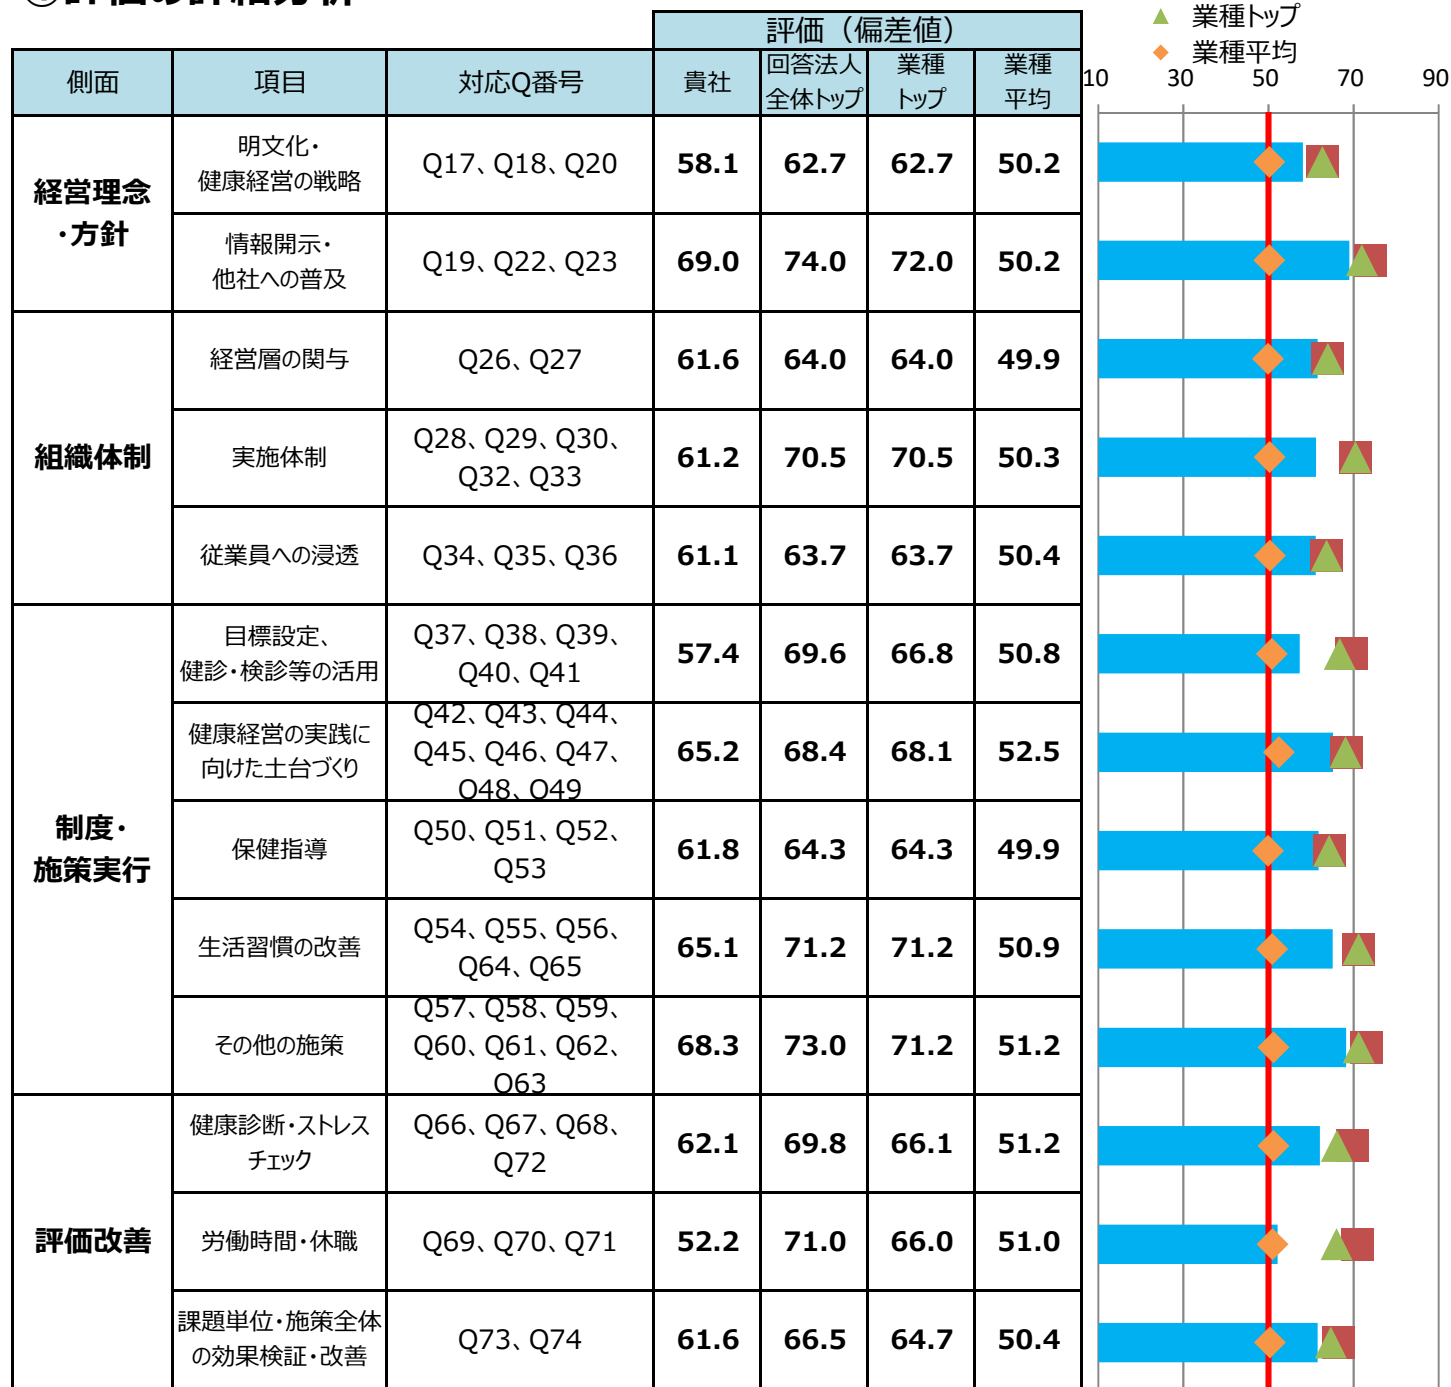 評価（偏差値）
▲ 業種トップ
◆ 業種平均
側面 項目 対応Q番号 貴社 回答法人 業種 業種
全体トップ トップ 平均
10 30 50 70 90
経営理念
・方針
明文化・
健康経営の戦略
Q17、Q18、Q20 58.1 62.7 62.7 50.2
情報開示・
他社への普及
Q19、Q22、Q23 69.0 74.0 72.0 50.2
組織体制
経営層の関与 Q26、Q27 61.6 64.0 64.0 49.9
実施体制
Q28、Q29、Q30、
Q32、Q33
61.2 70.5 70.5 50.3
従業員への浸透 Q34、Q35、Q36 61.1 63.7 63.7 50.4
制度・
施策実行
目標設定、
健診・検診等の活用
Q37、Q38、Q39、
Q40、Q41
57.4 69.6 66.8 50.8
健康経営の実践に
向けた土台づくり
Q42、Q43、Q44、
Q45、Q46、Q47、
Q48、Q49
65.2 68.4 68.1 52.5
保健指導
Q50、Q51、Q52、
Q53
61.8 64.3 64.3 49.9
生活習慣の改善
Q54、Q55、Q56、
Q64、Q65
65.1 71.2 71.2 50.9
その他の施策
Q57、Q58、Q59、
Q60、Q61、Q62、
Q63
68.3 73.0 71.2 51.2
評価改善
健康診断・ストレス
チェック
Q66、Q67、Q68、
Q72
62.1 69.8 66.1 51.2
労働時間・休職 Q69、Q70、Q71 52.2 71.0 66.0 51.0
課題単位・施策全体
の効果検証・改善
Q73、Q74 61.6 66.5 64.7 50.4